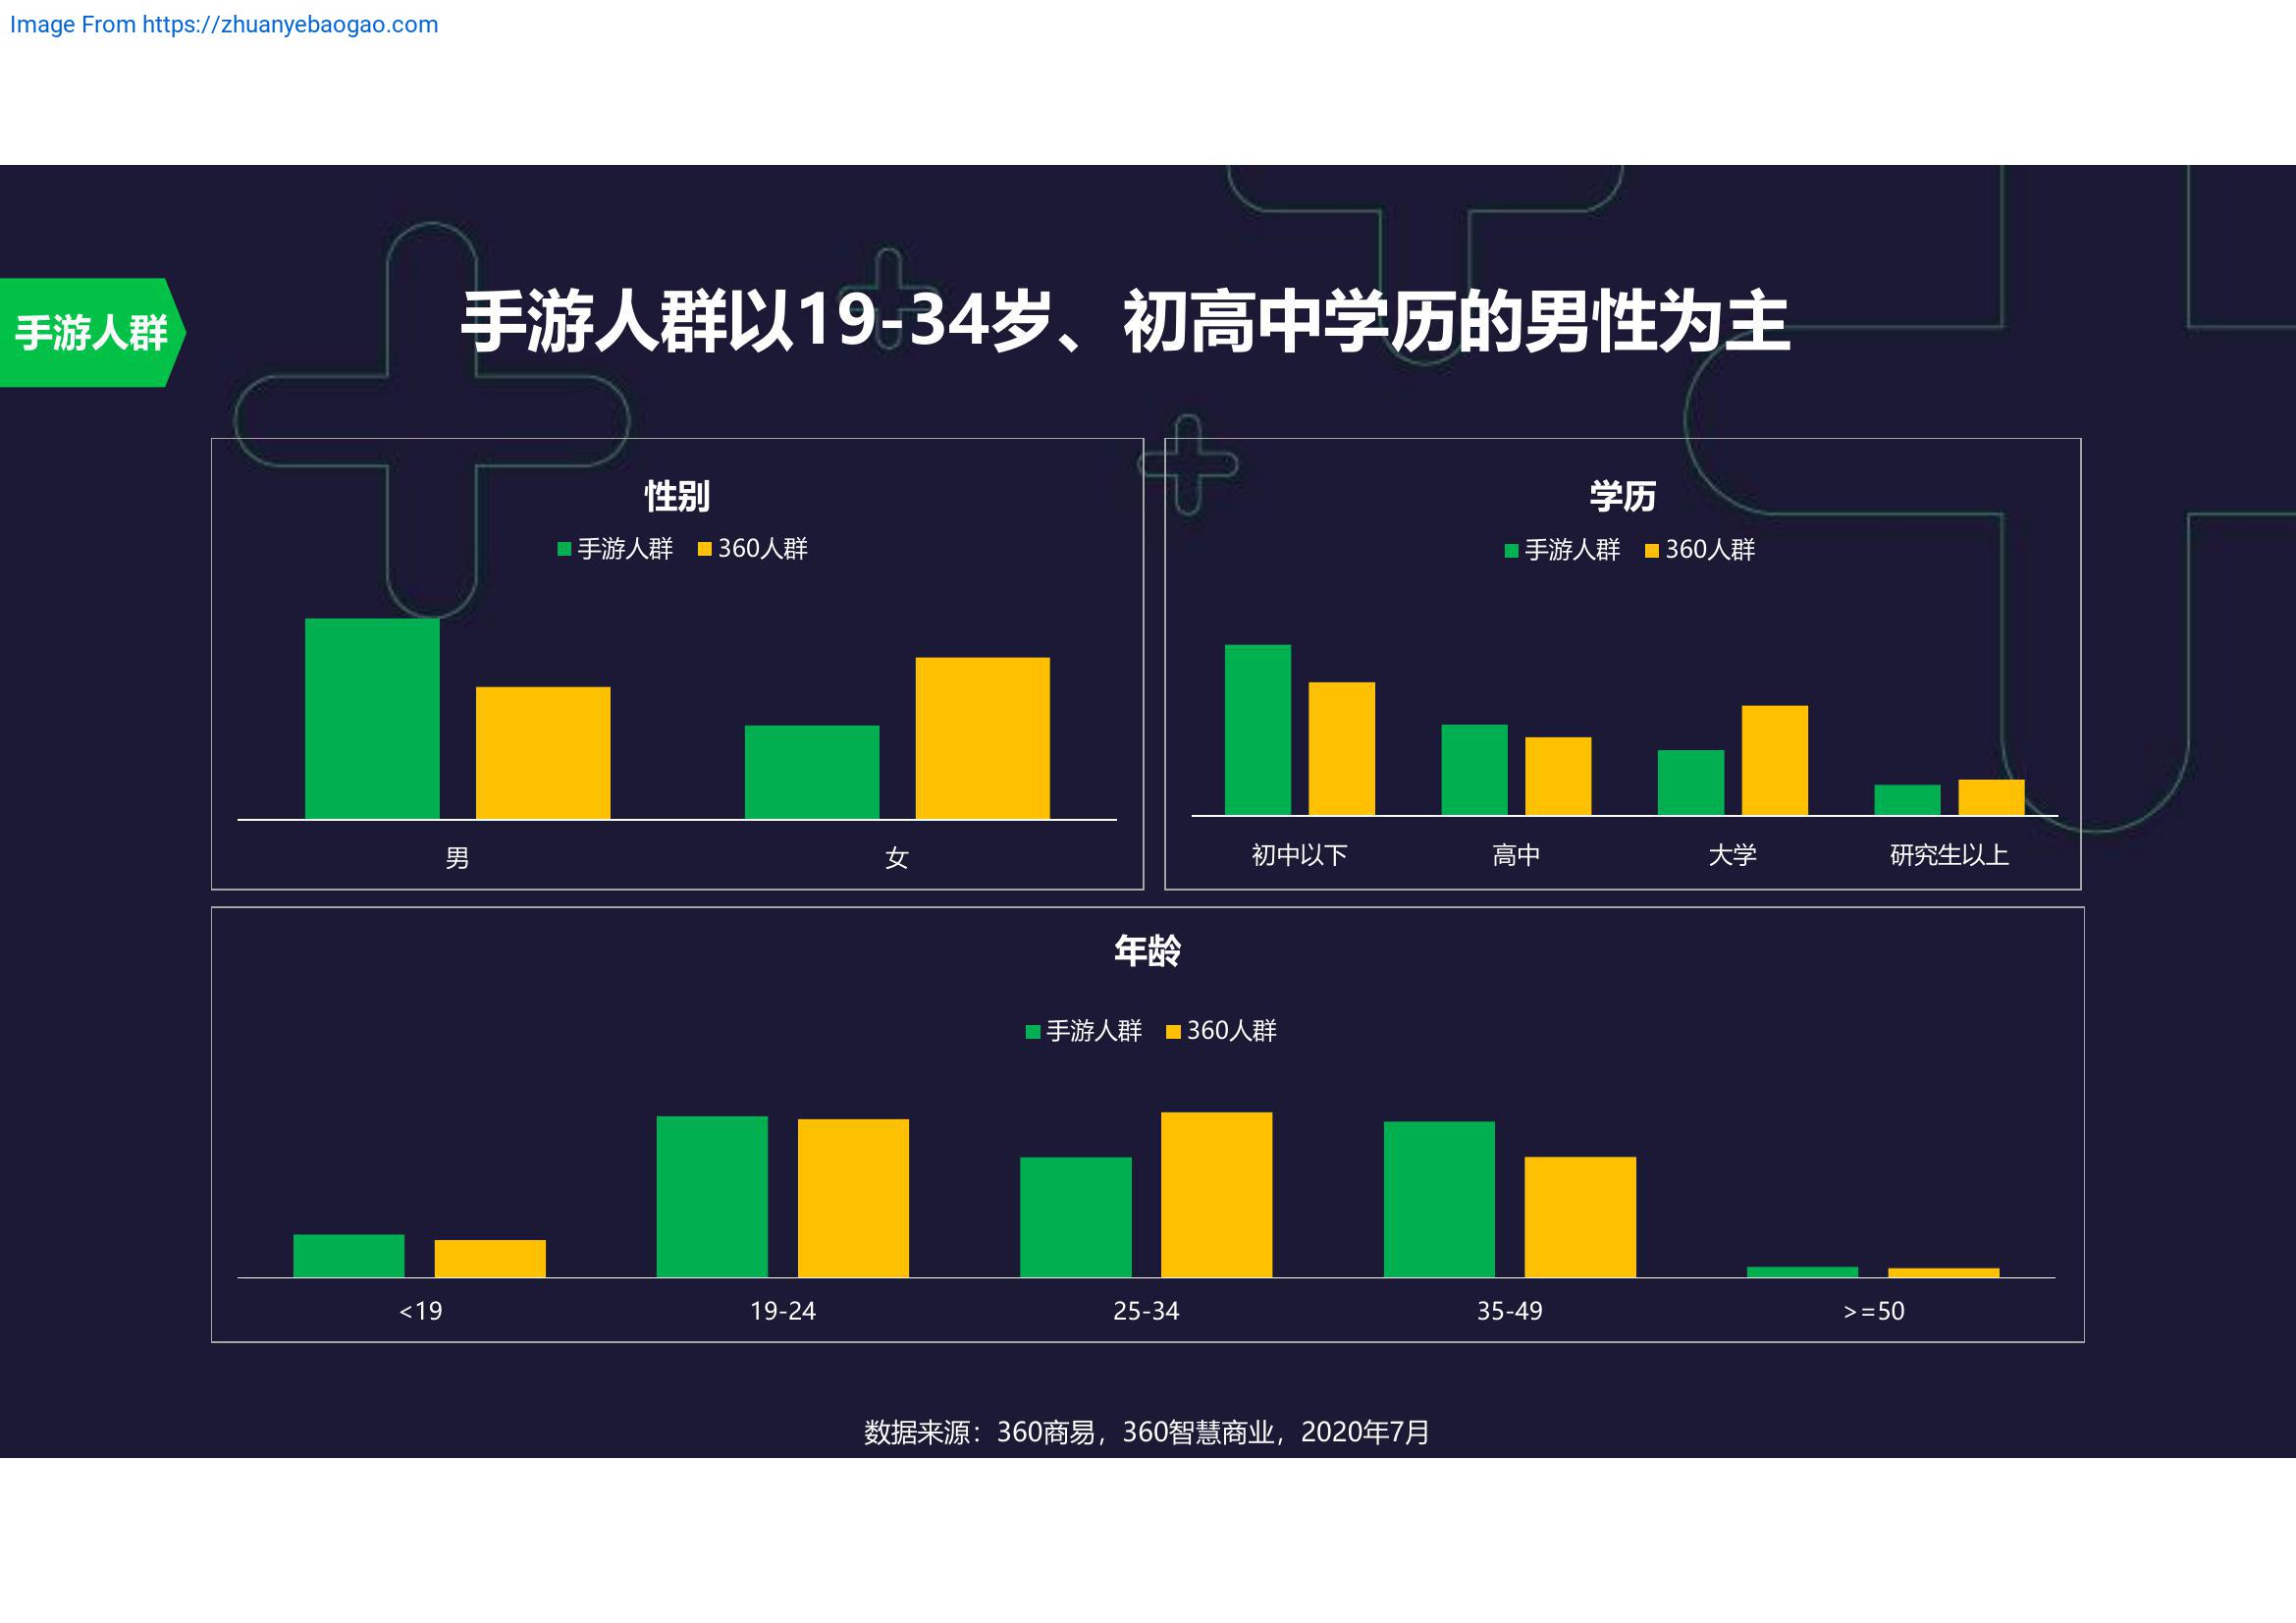 Image From https://zhuanyebaogao.com
手游人群
手游人群以19-34岁、初高中学历的男性为主
性别
手游人群 360人群
男 女
学历
手游人群 360人群
初中以下 高中 大学 研究生以上
年龄
手游人群 360人群
<19 19-24 25-34 35-49 >=50
数据来源：360商易，360智慧商业，2020年7月